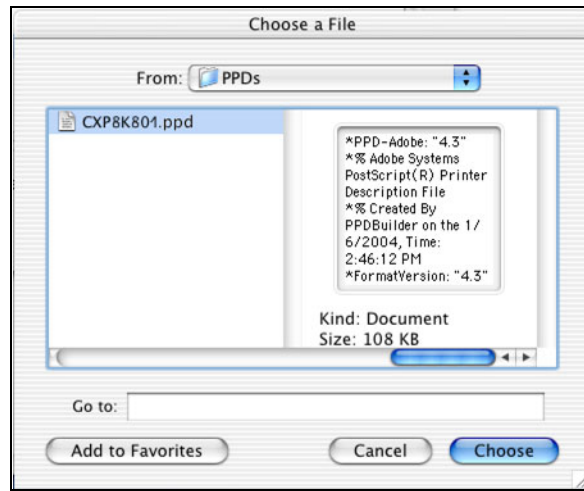 Choose a File
From: PPDs
CXP8K801.ppd
*PPD-Adobe: "4.3"
*% Adobe Systems
PostScript(R) Printer
Description File
*% Created By
PPDBuilder on the 1/
6/2004, Time:
2:46:12 PM
*FormatVersion: "4.3"
Kind: Document
Size: 108 KB
Go to:
Add to Favorites Cancel Choose